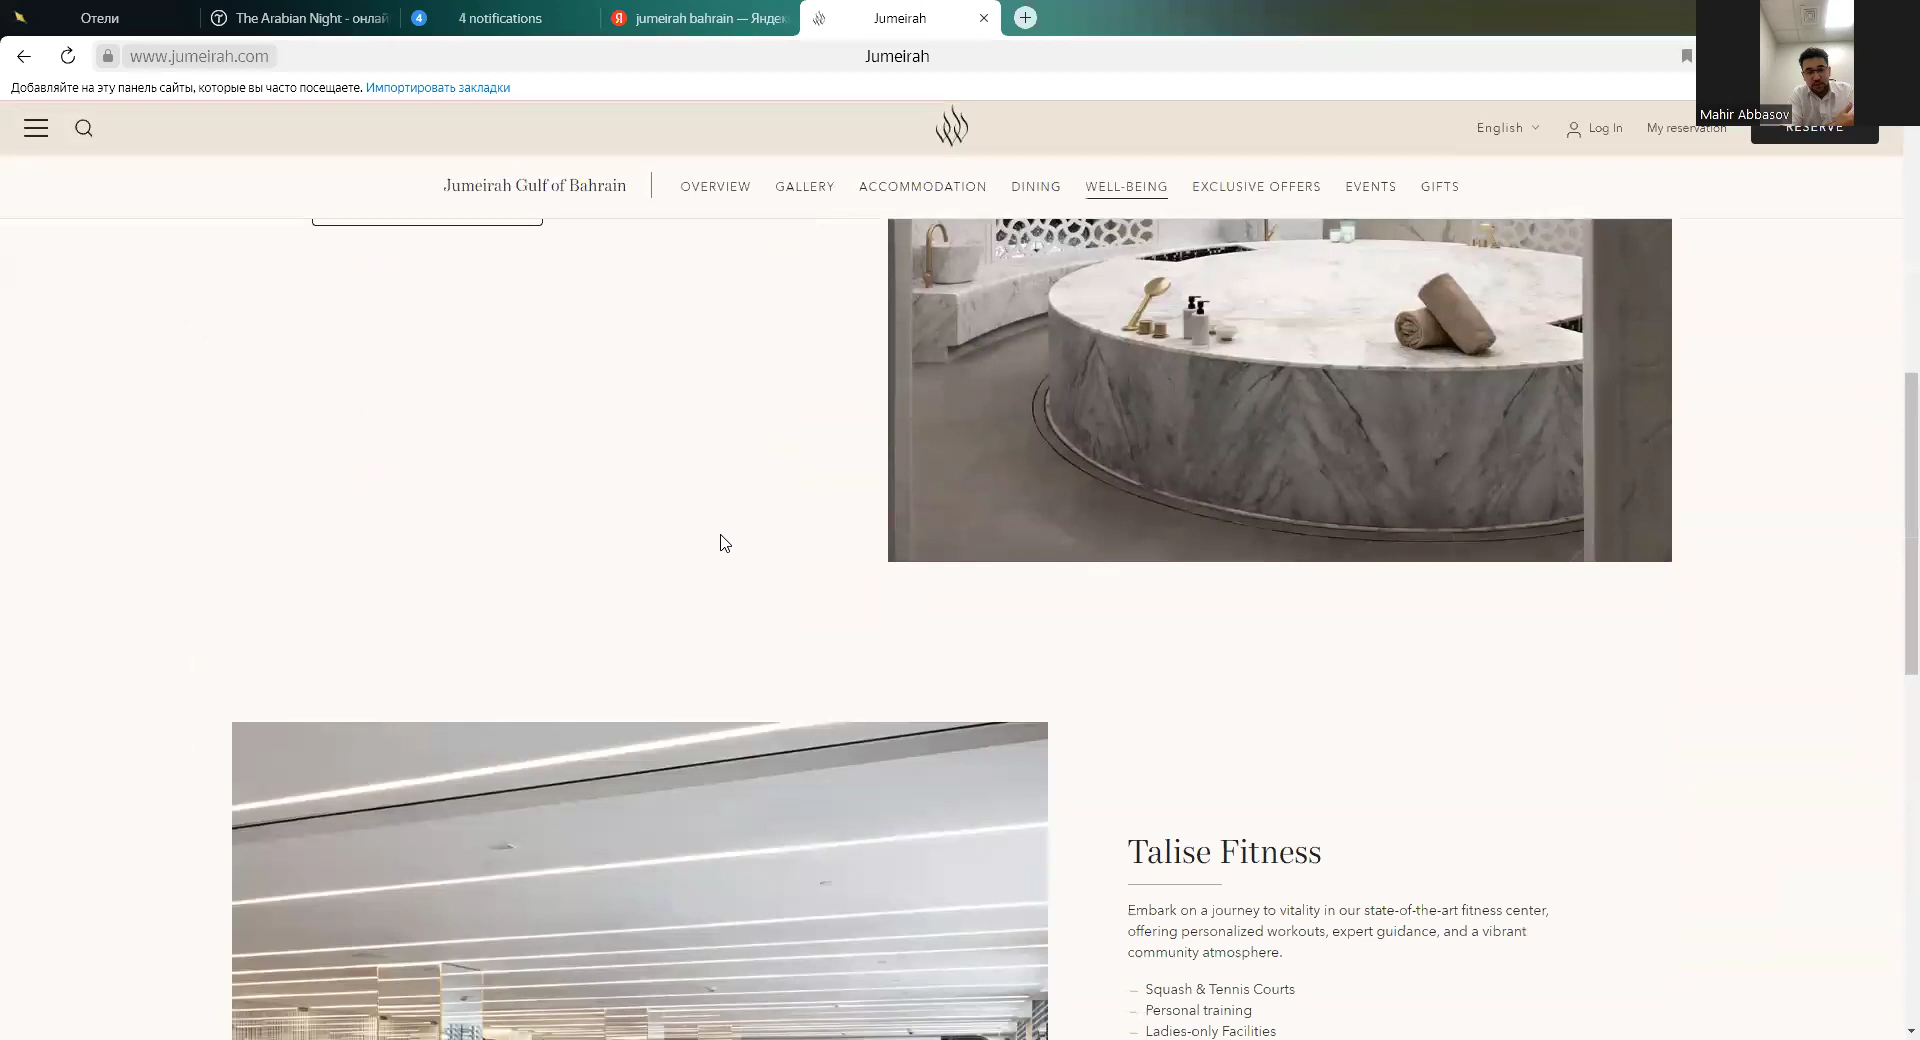 Отели
The Arabian Night - онлай
4
4 notifications
Я
jumeirah bahrain — Яндек
Jumeirah
www.jumeirah.com
Jumeirah
Добавляйте на эту панель сайты, которые вы часто посещаете. Импортировать закладки
Mahir Abbasov
English
Log In
My reservation
RESERVE
Jumeirah Gulf of Bahrain
OVERVIEW
GALLERY
ACCOMMODATION
DINING
WELL-BEING
EXCLUSIVE OFFERS
EVENTS
GIFTS
Talise Fitness
Embark on a journey to vitality in our state-of-the-art fitness center,
offering personalized workouts, expert guidance, and a vibrant
community atmosphere.
– Squash & Tennis Courts
– Personal training
– Ladies-only Facilities